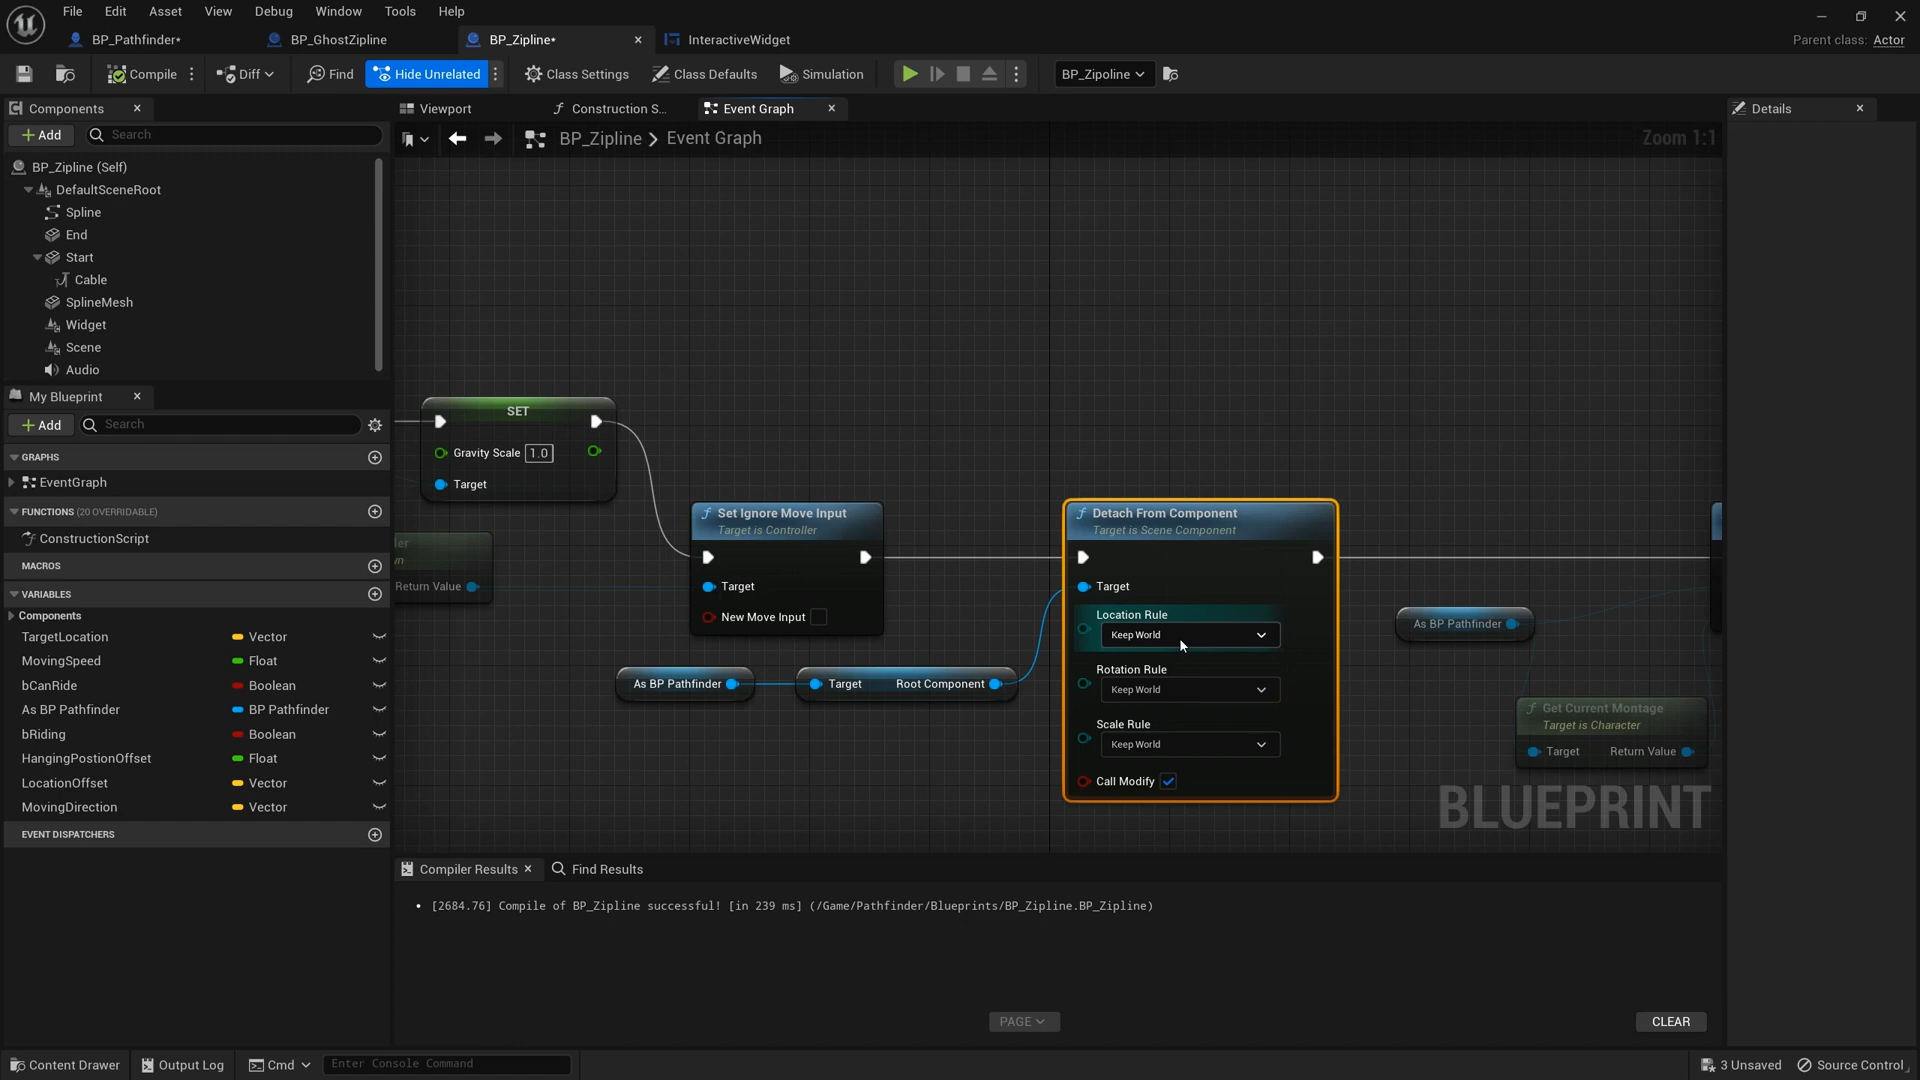 File Edit Asset View Debug Window Tools Help
BP_Pathfinder* BP_GhostZipline BP_Zipline* InteractiveWidget Parent class: Actor
Compile Diff Find Hide Unrelated Class Settings Class Defaults Simulation BP_Zipoline
Components Viewport Construction S... Event Graph Details
Add Search BP_Zipline > Event Graph Zoom 1:1
BP_Zipline (Self)
DefaultSceneRoot
Spline
End
Start
Cable
SplineMesh
Widget
Scene
Audio
My Blueprint
Add Search
GRAPHS
EventGraph
FUNCTIONS (20 OVERRIDABLE)
ConstructionScript
MACROS
VARIABLES
Components
TargetLocation Vector
MovingSpeed Float
bCanRide Boolean
As BP Pathfinder BP Pathfinder
bRiding Boolean
HangingPostionOffset Float
LocationOffset Vector
MovingDirection Vector
EVENT DISPATCHERS
SET
Gravity Scale 1.0
Target
ler
wn
Return Value
f Set Ignore Move Input
Target is Controller
Target
New Move Input
As BP Pathfinder
Target Root Component
f Detach From Component
Target is Scene Component
Target
Location Rule
Keep World
Rotation Rule
Keep World
Scale Rule
Keep World
Call Modify
As BP Pathfinder
f Get Current Montage
Target is Character
Target Return Value
BLUEPRINT
Compiler Results Find Results
[2684.76] Compile of BP_Zipline successful! [in 239 ms] (/Game/Pathfinder/Blueprints/BP_Zipline.BP_Zipline)
PAGE CLEAR
Content Drawer Output Log Cmd Enter Console Command 3 Unsaved Source Control